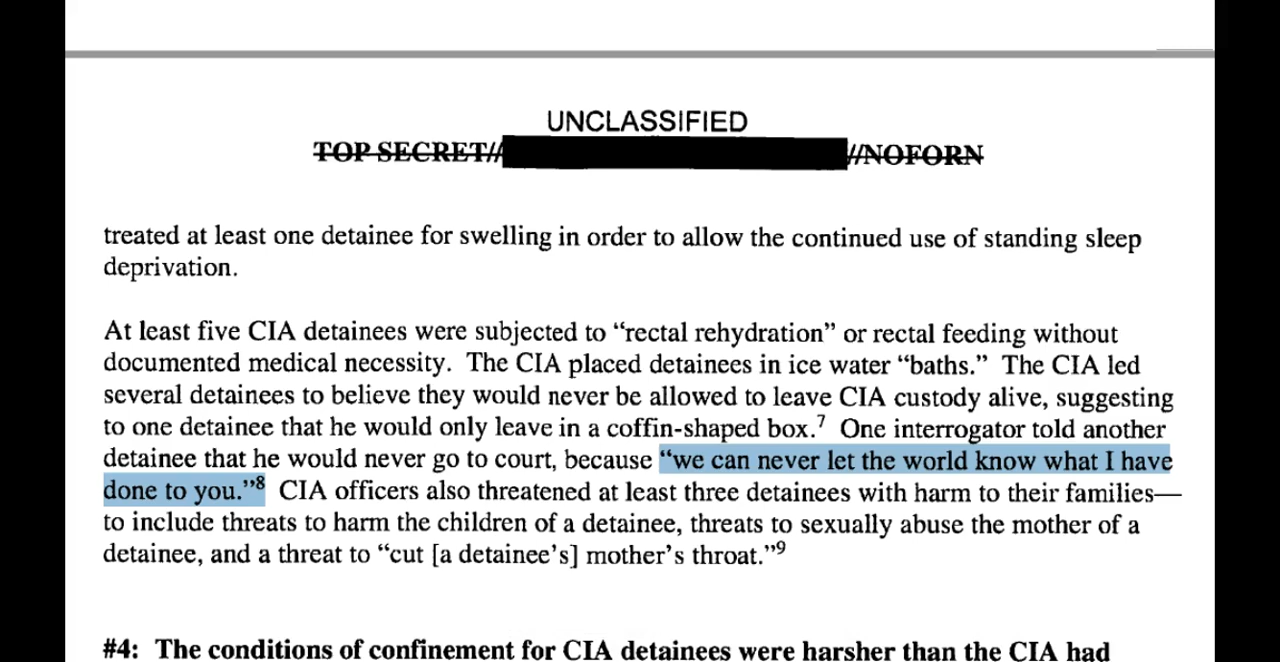 UNCLASSIFIED
TOP SECRET// //NOFORN
treated at least one detainee for swelling in order to allow the continued use of standing sleep
deprivation.
At least five CIA detainees were subjected to “rectal rehydration” or rectal feeding without
documented medical necessity. The CIA placed detainees in ice water “baths.” The CIA led
several detainees to believe they would never be allowed to leave CIA custody alive, suggesting
to one detainee that he would only leave in a coffin-shaped box.7 One interrogator told another
detainee that he would never go to court, because “we can never let the world know what I have
done to you.”8 CIA officers also threatened at least three detainees with harm to their families—
to include threats to harm the children of a detainee, threats to sexually abuse the mother of a
detainee, and a threat to “cut [a detainee’s] mother’s throat.”9
#4: The conditions of confinement for CIA detainees were harsher than the CIA had